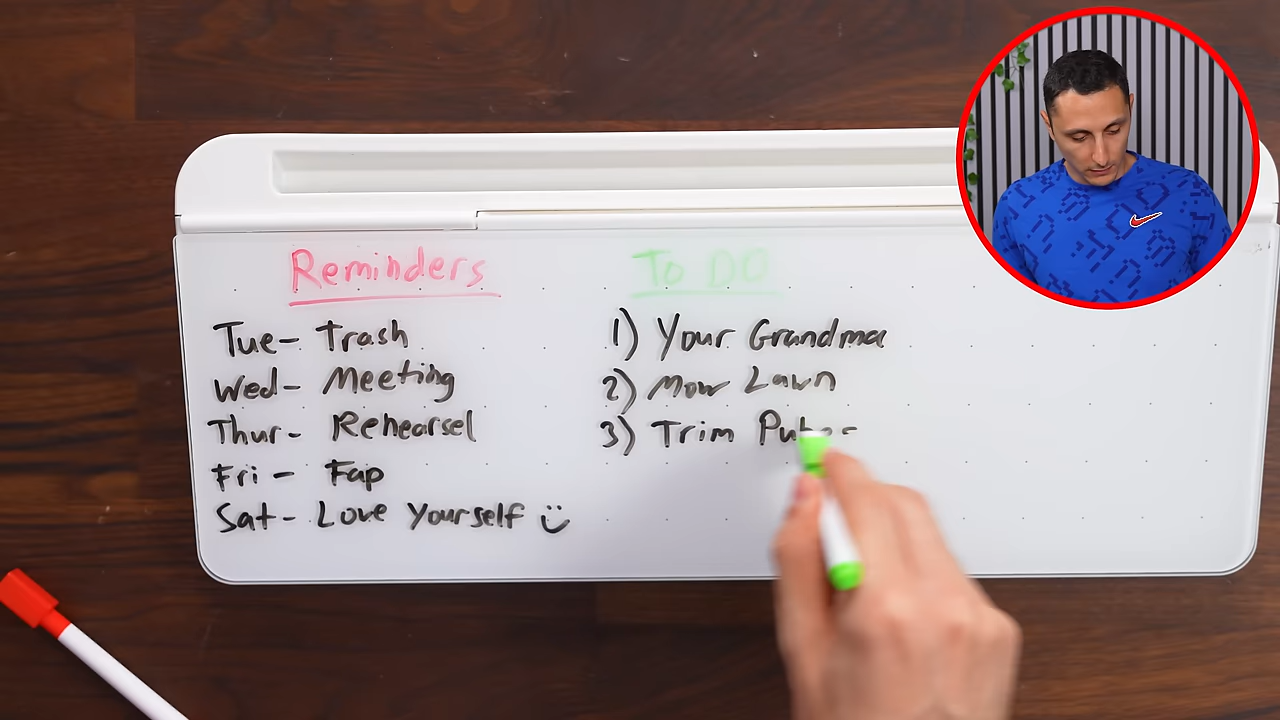 Reminders
Tue- Trash
Wed- Meeting
Thur- Rehearsel
Fri - Fap
Sat- Love Yourself ü
To DO
1) Your Grandma
2) Mow Lawn
3) Trim